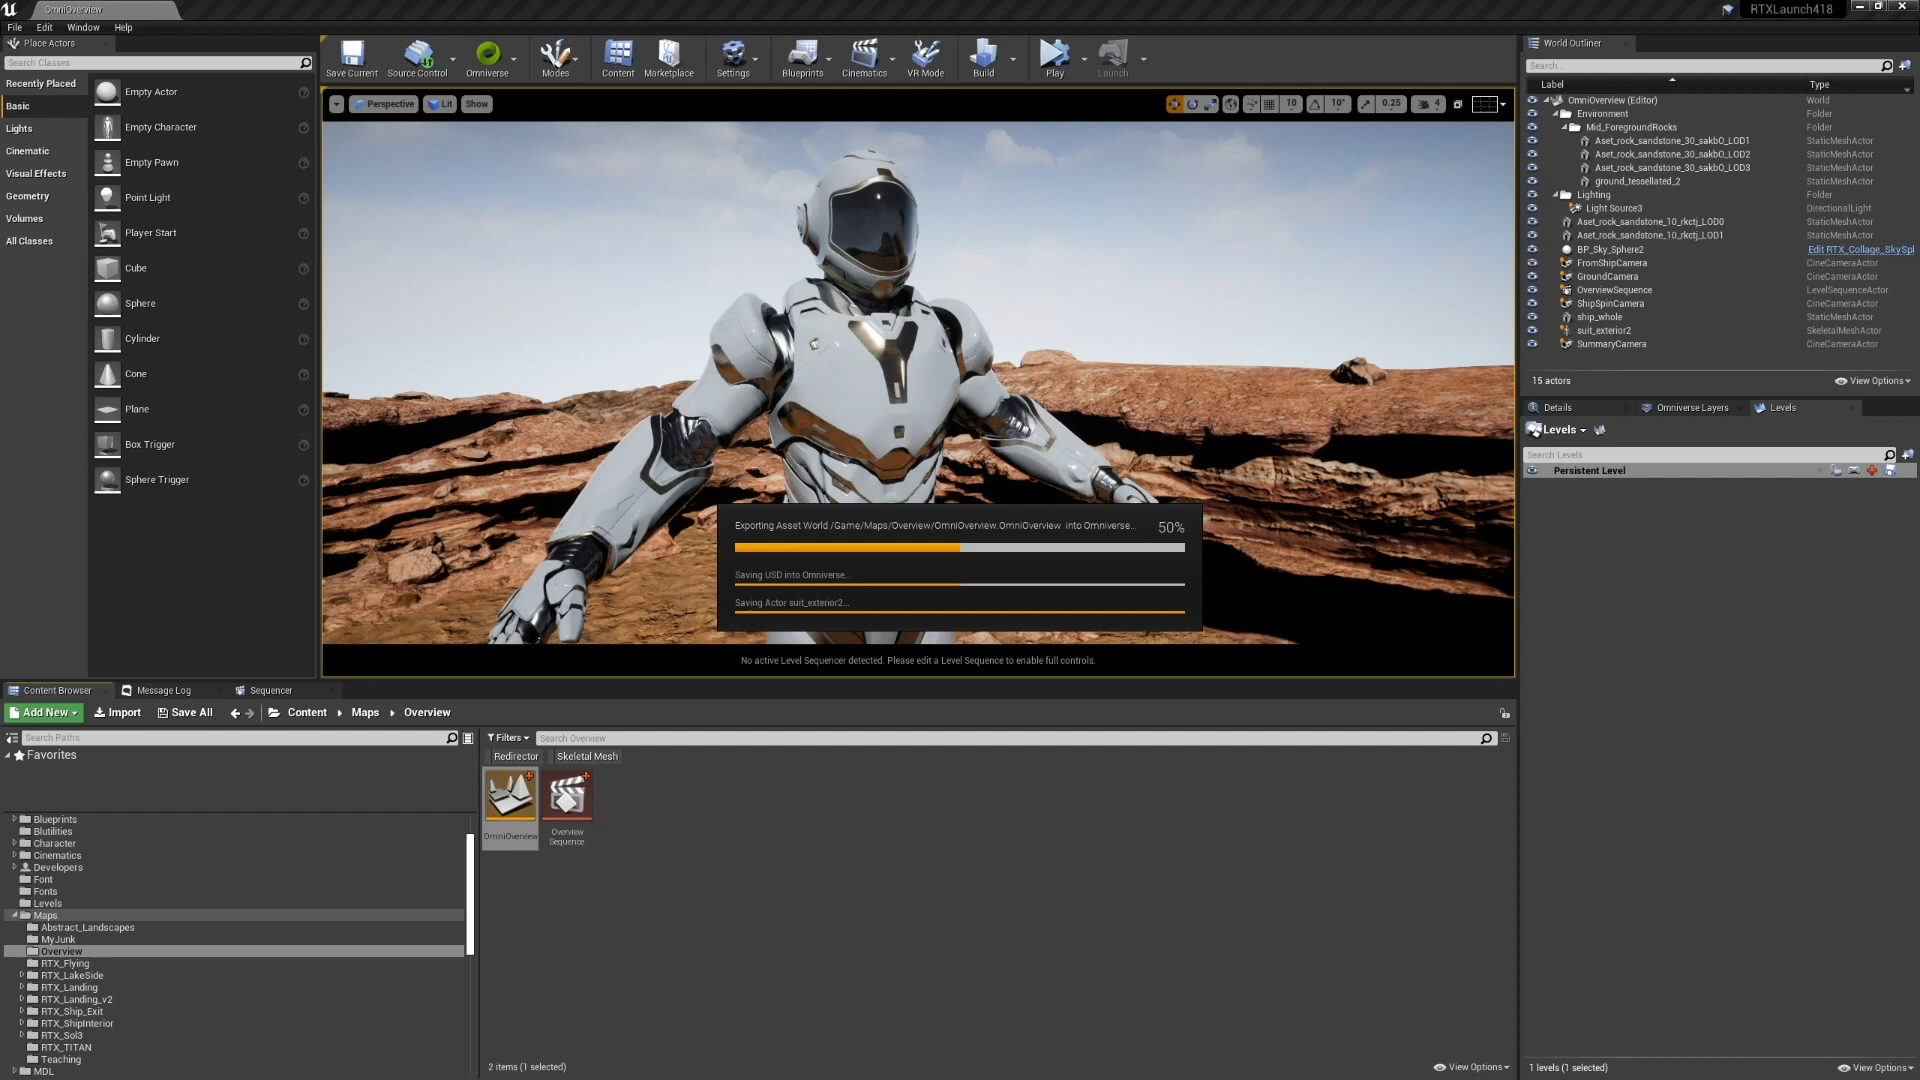 OmniOverview
RTXLaunch418
File Edit Window Help
Place Actors
Search Classes
Recently Placed
Basic
Lights
Cinematic
Visual Effects
Geometry
Volumes
All Classes
Empty Actor
Empty Character
Empty Pawn
Point Light
Player Start
Cube
Sphere
Cylinder
Cone
Plane
Box Trigger
Sphere Trigger
Save Current Source Control Omniverse Modes Content Marketplace Settings Blueprints Cinematics VR Mode Build Play Launch
Perspective Lit Show
10 10° 0.25 4
Exporting Asset World /Game/Maps/Overview/OmniOverview.OmniOverview into Omniverse... 50%
Saving USD into Omniverse...
Saving Actor suit_exterior2...
No active Level Sequencer detected. Please edit a Level Sequence to enable full controls.
World Outliner
Search...
Label Type
OmniOverview (Editor) World
Environment Folder
Mid_ForegroundRocks Folder
Aset_rock_sandstone_30_sakbO_LOD1 StaticMeshActor
Aset_rock_sandstone_30_sakbO_LOD2 StaticMeshActor
Aset_rock_sandstone_30_sakbO_LOD3 StaticMeshActor
ground_tessellated_2 StaticMeshActor
Lighting Folder
Light Source3 DirectionalLight
Aset_rock_sandstone_10_rkctj_LOD0 StaticMeshActor
Aset_rock_sandstone_10_rkctj_LOD1 StaticMeshActor
BP_Sky_Sphere2 Edit RTX_Collage_SkySpl
FromShipCamera CineCameraActor
GroundCamera CineCameraActor
OverviewSequence LevelSequenceActor
ShipSpinCamera CineCameraActor
ship_whole StaticMeshActor
suit_exterior2 SkeletalMeshActor
SummaryCamera CineCameraActor
15 actors View Options
Details Omniverse Layers Levels
Levels
Search Levels
Persistent Level
1 levels (1 selected) View Options
Content Browser Message Log Sequencer
Add New Import Save All Content Maps Overview
Search Paths
Favorites
Blueprints
Blutilities
Character
Cinematics
Developers
Font
Fonts
Levels
Maps
Abstract_Landscapes
MyJunk
Overview
RTX_Flying
RTX_LakeSide
RTX_Landing
RTX_Landing_v2
RTX_Ship_Exit
RTX_ShipInterior
RTX_Sol3
RTX_TITAN
Teaching
MDL
Filters Search Overview
Redirector Skeletal Mesh
OmniOverview
Overview
Sequence
2 items (1 selected) View Options